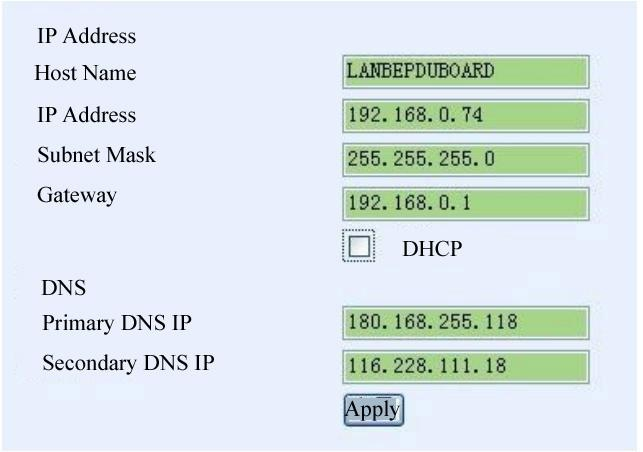 IP Address
Host Name LANBEPDUBOARD
IP Address 192.168.0.74
Subnet Mask 255.255.255.0
Gateway 192.168.0.1
DHCP
DNS
Primary DNS IP 180.168.255.118
Secondary DNS IP 116.228.111.18
Apply